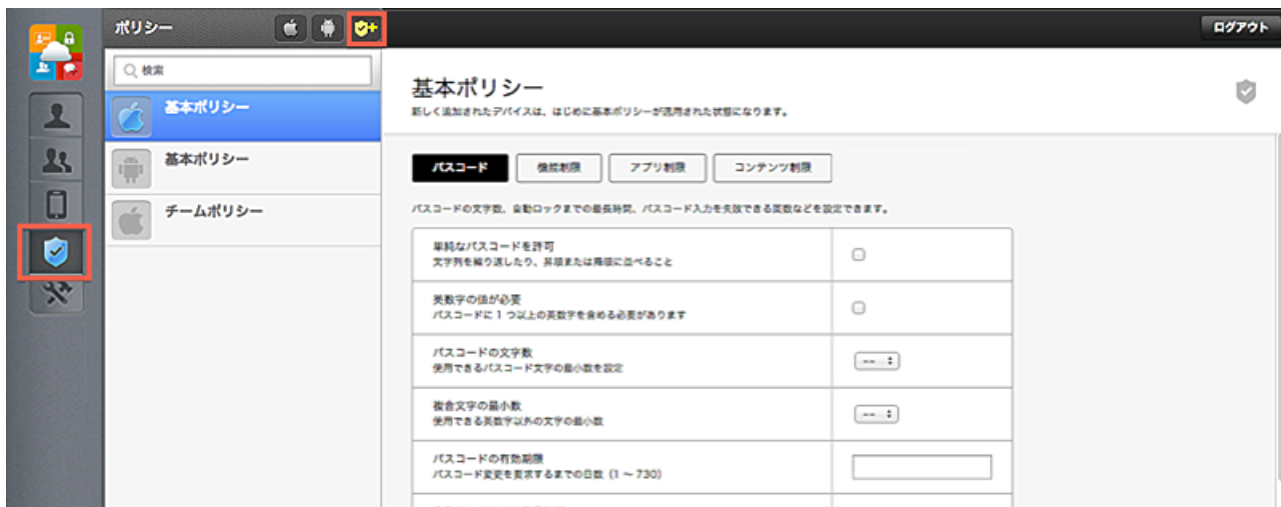 ポリシー
ログアウト
検索
基本ポリシー
基本ポリシー
チームポリシー
基本ポリシー
新しく追加されたデバイスは、はじめに基本ポリシーが適用された状態になります。
パスコード 機能制限 アプリ制限 コンテンツ制限
パスコードの文字数、自動ロックまでの最長時間、パスコード入力を失敗できる回数などを設定できます。
単純なパスコードを許可
文字列を繰り返したり、昇順または降順に並べること
英数字の値が必要
パスコードに 1 つ以上の英数字を含める必要があります
パスコードの文字数
使用できるパスコード文字の最小数を設定
--
複合文字の最小数
使用できる英数字以外の文字の最小数
--
パスコードの有効期限
パスコード変更を要求するまでの日数 (1 ~ 730)